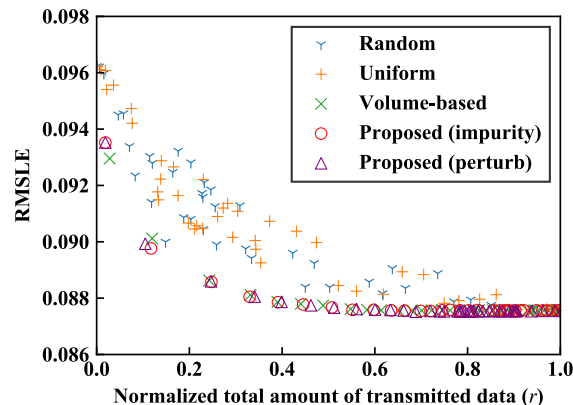 0.098
0.096
0.094
0.092
0.090
0.088
0.086
RMSLE
Random
Uniform
Volume-based
Proposed (impurity)
Proposed (perturb)
0.0 0.2 0.4 0.6 0.8 1.0
Normalized total amount of transmitted data (r)